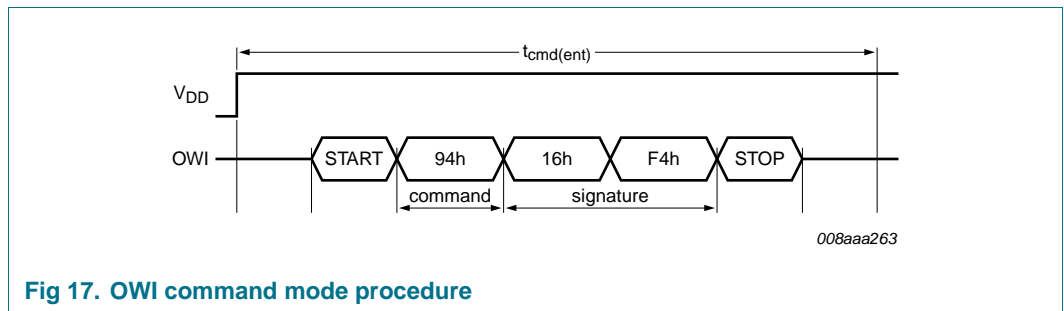 tcmd(ent)
VDD
OWI START 94h 16h F4h STOP
command signature
008aaa263
Fig 17. OWI command mode procedure